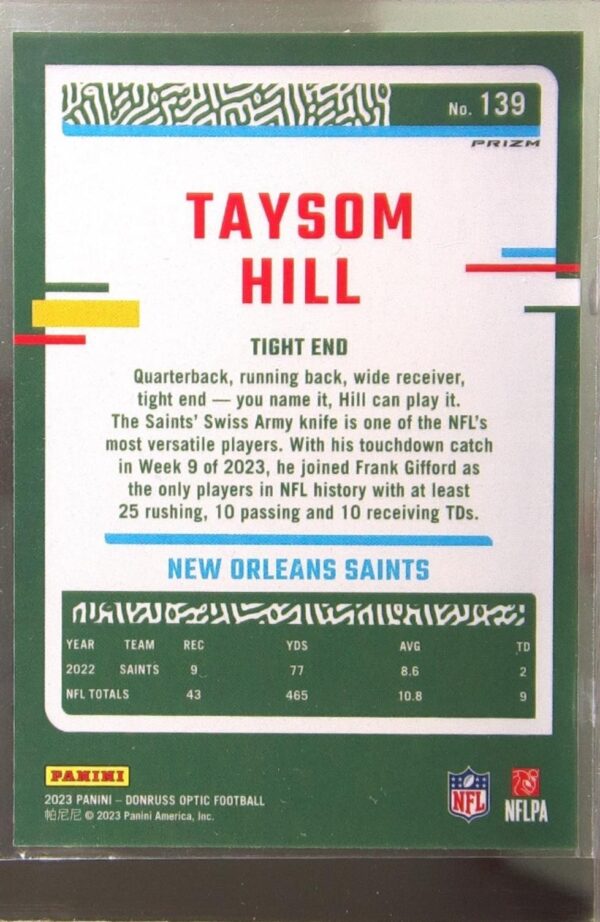 No. 139
PRIZM
TAYSOM
HILL
TIGHT END
Quarterback, running back, wide receiver,
tight end — you name it, Hill can play it.
The Saints' Swiss Army knife is one of the NFL's
most versatile players. With his touchdown catch
in Week 9 of 2023, he joined Frank Gifford as
the only players in NFL history with at least
25 rushing, 10 passing and 10 receiving TDs.
NEW ORLEANS SAINTS
YEAR TEAM REC YDS AVG TD
2022 SAINTS 9 77 8.6 2
NFL TOTALS 43 465 10.8 9
PANINI
2023 PANINI – DONRUSS OPTIC FOOTBALL
帕尼尼 © 2023 Panini America, Inc.
NFL
NFLPA